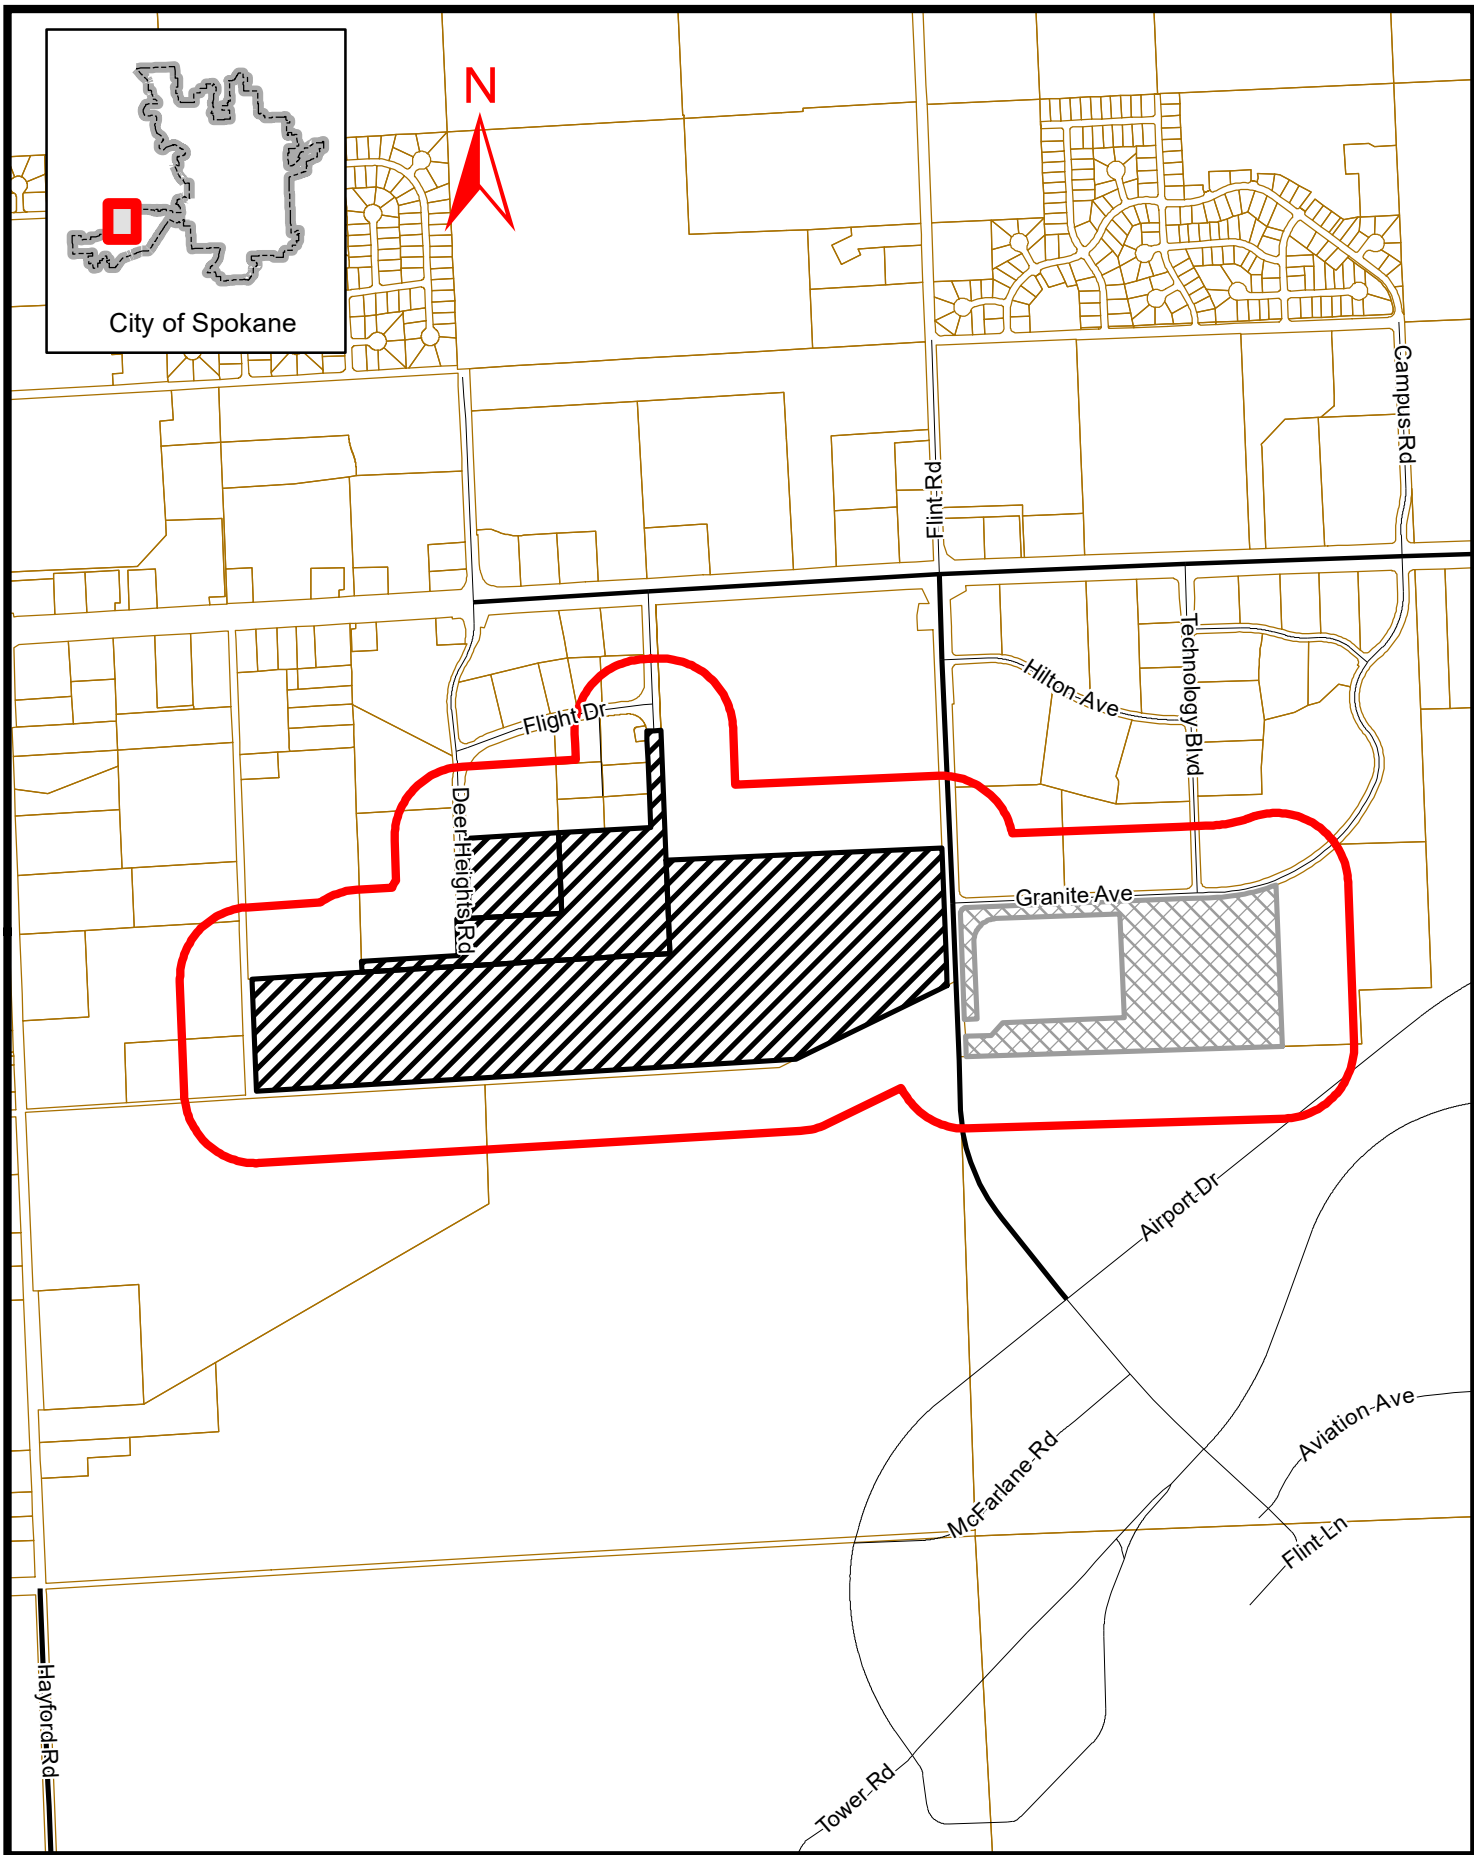 N
City of Spokane
Campus Rd
Flint Rd
Technology Blvd
Hilton Ave
Flight Dr
Deer Heights Rd
Granite Ave
Airport Dr
Aviation Ave
McFarlane Rd
Flint Ln
Hayford Rd
Tower Rd